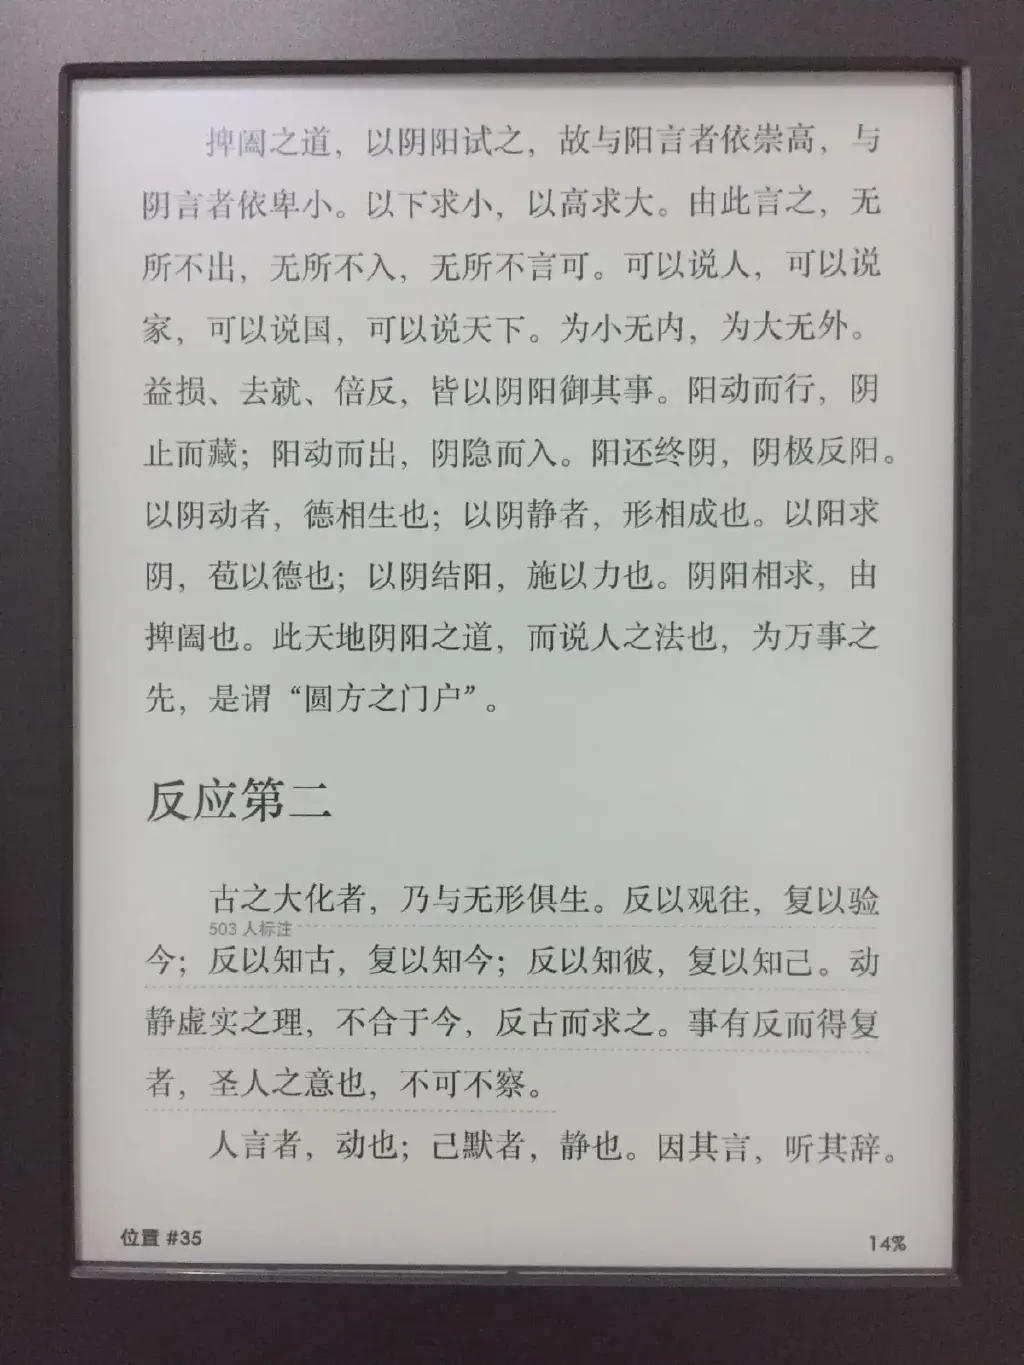 捭阖之道，以阴阳试之，故与阳言者依崇高，与
阴言者依卑小。以下求小，以高求大。由此言之，无
所不出，无所不入，无所不言可。可以说人，可以说
家，可以说国，可以说天下。为小无内，为大无外。
益损、去就、倍反，皆以阴阳御其事。阳动而行，阴
止而藏；阳动而出，阴隐而入。阳还终阴，阴极反阳。
以阴动者，德相生也；以阴静者，形相成也。以阳求
阴，苞以德也；以阴结阳，施以力也。阴阳相求，由
捭阖也。此天地阴阳之道，而说人之法也，为万事之
先，是谓“圆方之门户”。
反应第二
古之大化者，乃与无形俱生。反以观往，复以验
503 人标注
今；反以知古，复以知今；反以知彼，复以知己。动
静虚实之理，不合于今，反古而求之。事有反而得复
者，圣人之意也，不可不察。
人言者，动也；己默者，静也。因其言，听其辞。
位置 #35
14%